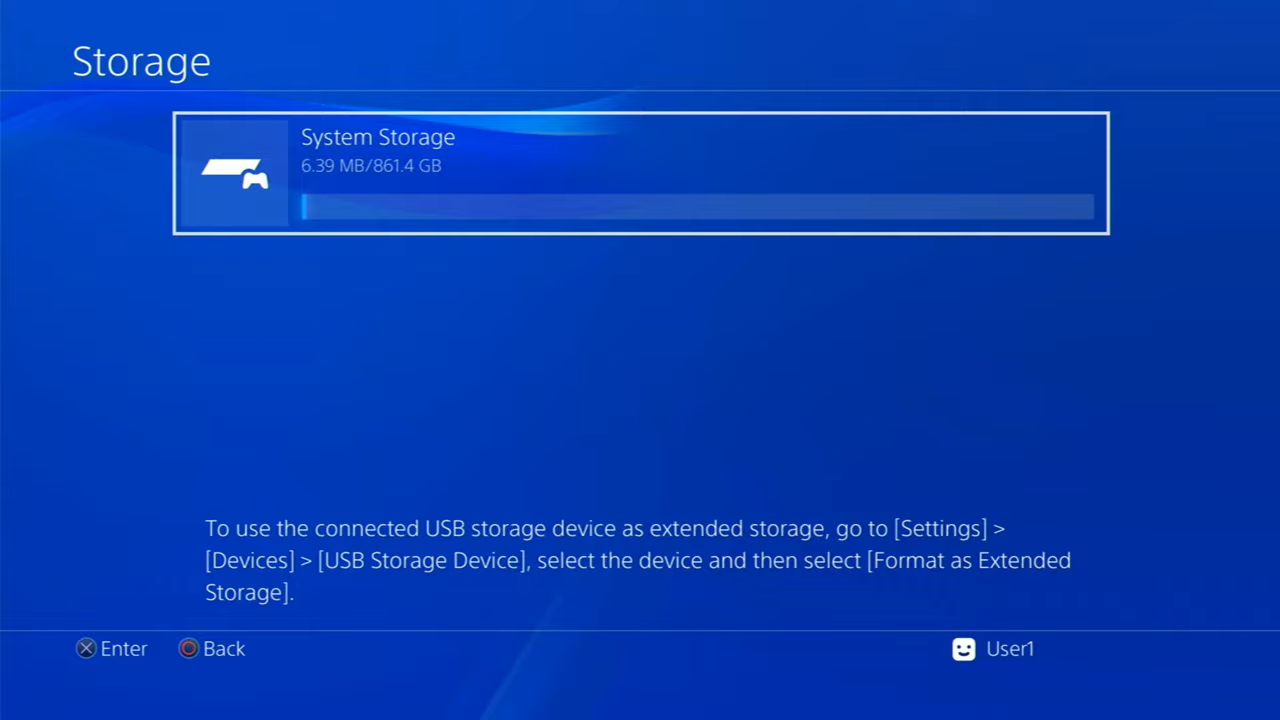 Storage
System Storage
6.39 MB/861.4 GB
To use the connected USB storage device as extended storage, go to [Settings] >
[Devices] > [USB Storage Device], select the device and then select [Format as Extended
Storage].
Enter Back User1